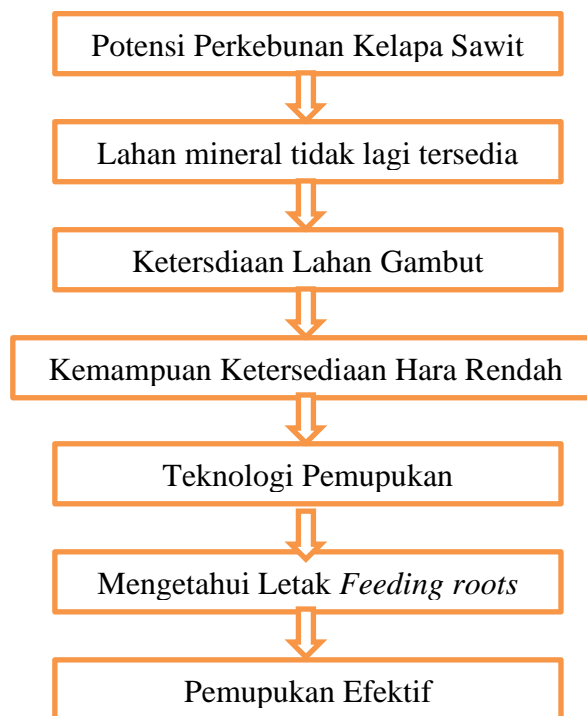 Potensi Perkebunan Kelapa Sawit
Lahan mineral tidak lagi tersedia
Ketersdiaan Lahan Gambut
Kemampuan Ketersediaan Hara Rendah
Teknologi Pemupukan
Mengetahui Letak Feeding roots
Pemupukan Efektif